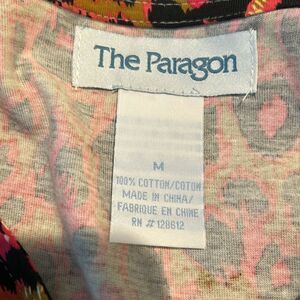 The Paragon
M
100% COTTON/COTON
MADE IN CHINA/
FABRIQUE EN CHINE
RN # 128612